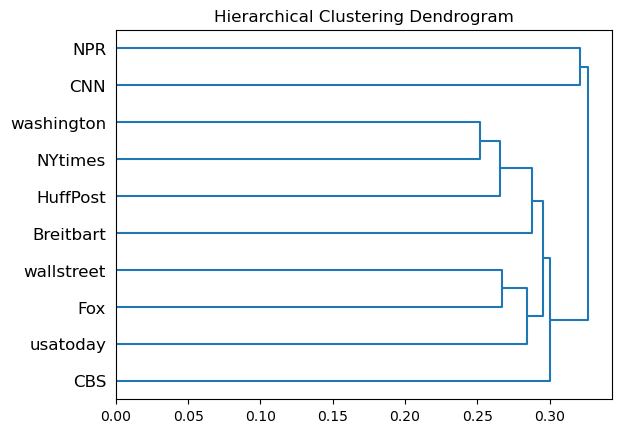 Hierarchical Clustering Dendrogram
NPR
CNN
washington
NYtimes
HuffPost
Breitbart
wallstreet
Fox
usatoday
CBS
0.00 0.05 0.10 0.15 0.20 0.25 0.30